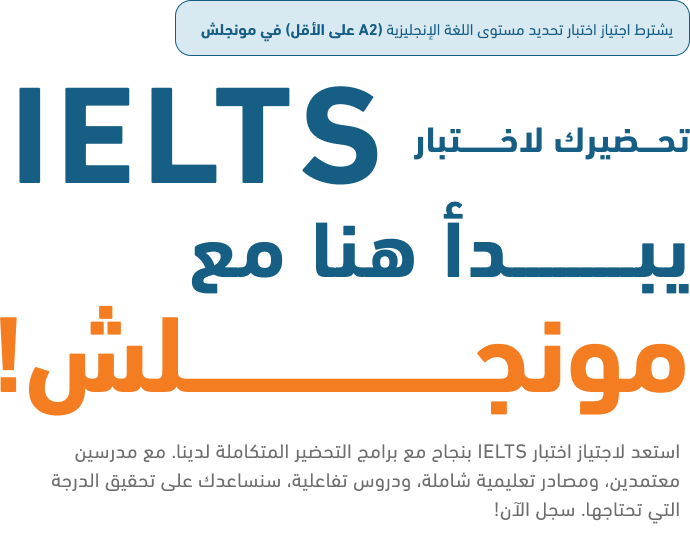 يشترط اجتياز اختبار تحديد مستوى اللغة الإنجليزية (A2 على الأقل) في مونجلش
تحـضيرك لاخـــتبار IELTS
يبـــــدأ هنا مع
مونجـــــــــلش!
استعد لاجتياز اختبار IELTS بنجاح مع برامج التحضير المتكاملة لدينا. مع مدرسين
معتمدين، ومصادر تعليمية شاملة، ودروس تفاعلية، سنساعدك على تحقيق الدرجة
التي تحتاجها. سجل الآن!